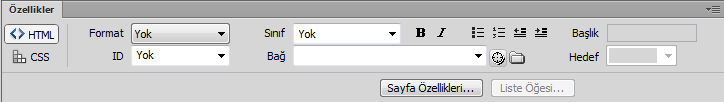 Özellikler
HTML Format Yok Sınıf Yok B I Başlık
CSS ID Yok Bağ Hedef
Sayfa Özellikleri... Liste Öğesi...